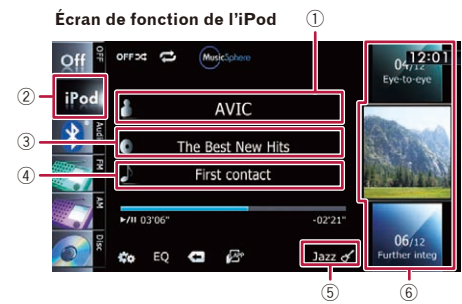 Écran de fonction de l'iPod
①
Off
OFF
OFF
MusicSphere
04/12
12:01
Eye-to-eye
②
iPod
AVIC
③
Audi
The Best New Hits
④
FM
First contact
AM
►/II 03'06"
-02'21"
Disc
EQ
APP
Jazz
06/12
Further integ
⑤
⑥